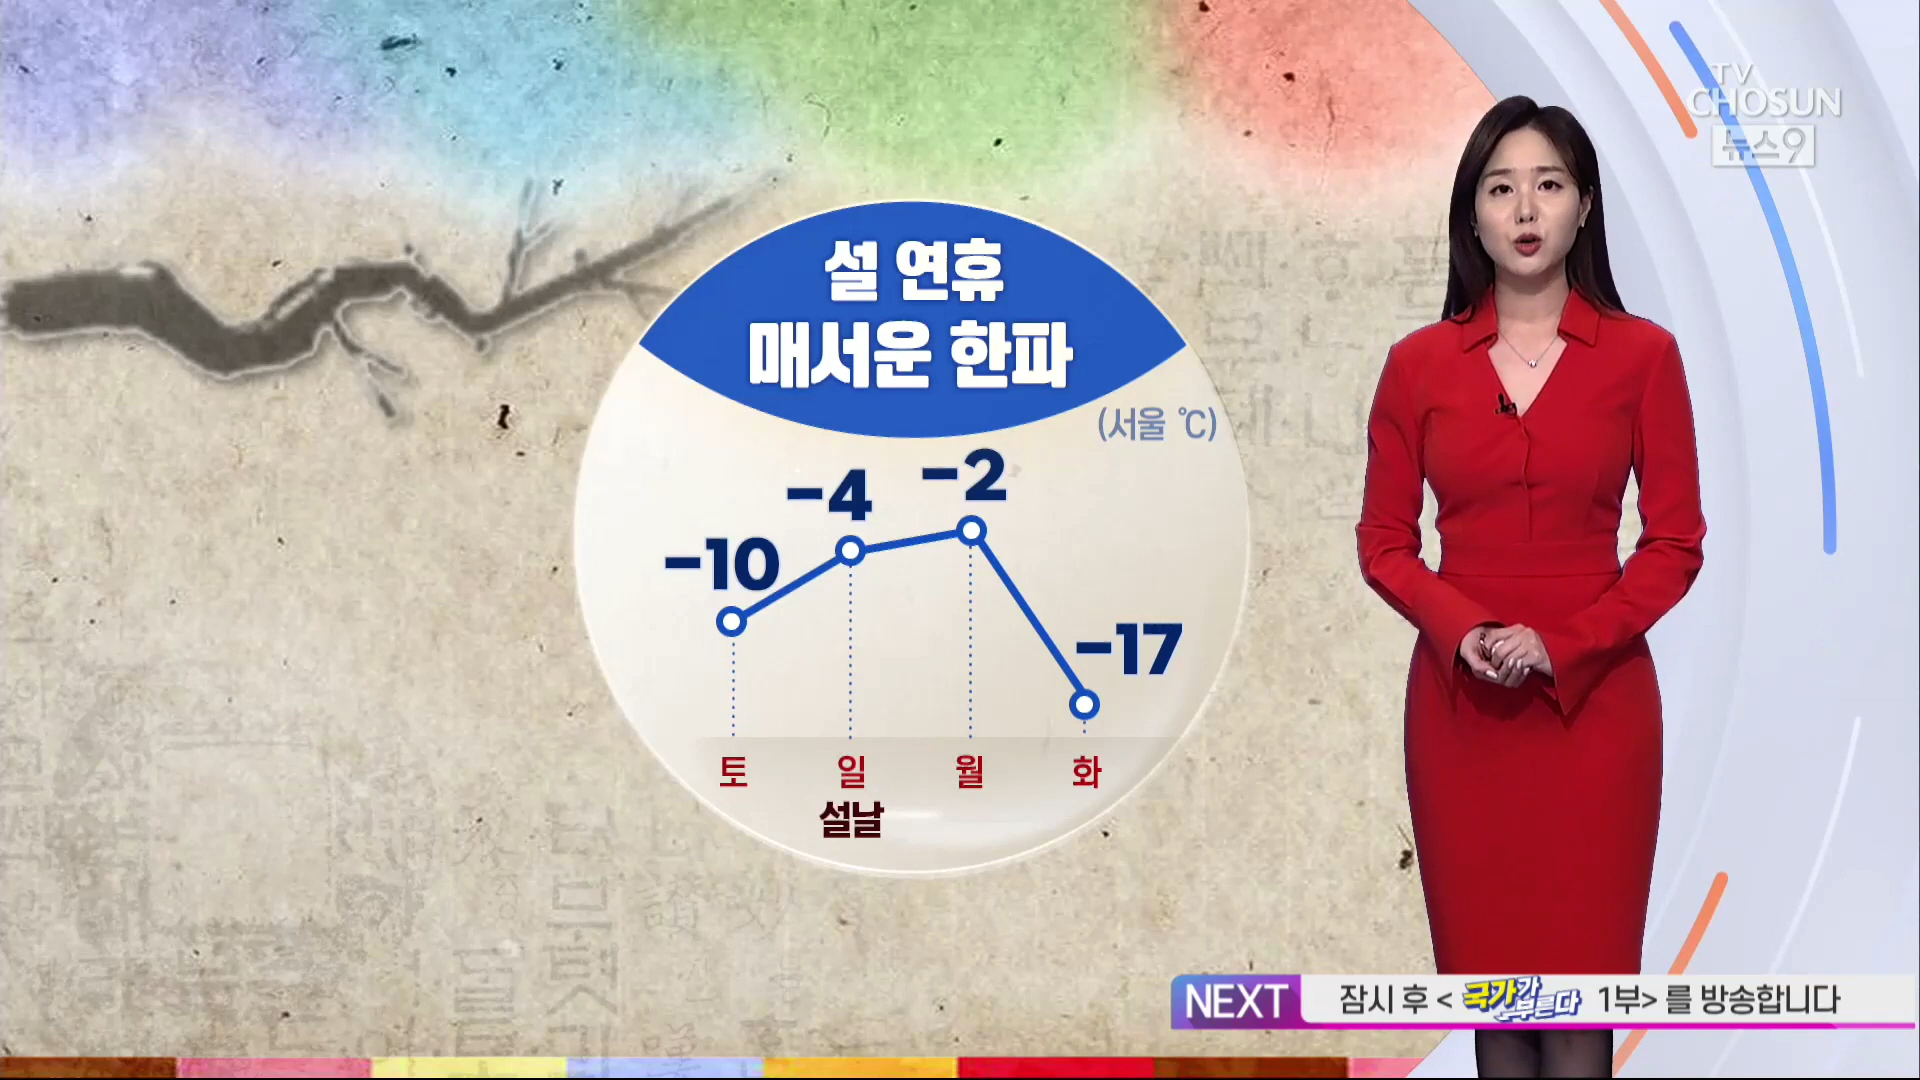 TV
CHOSUN
뉴스9
설 연휴
매서운 한파
(서울 ℃)
-10
-4
-2
-17
토
일
월
화
설날
NEXT
잠시 후 < 국가가 부른다 1부> 를 방송합니다